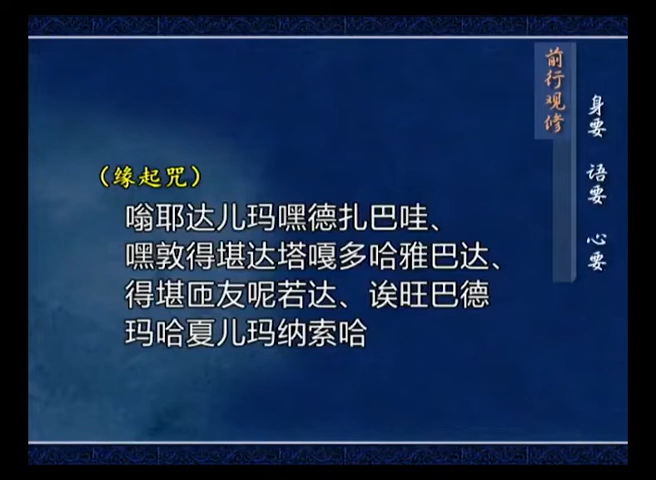 前行观修
身要 语要 心要
（缘起咒）
嗡耶达儿玛嘿德扎巴哇、
嘿敦得堪达塔嘎多哈雅巴达、
得堪匝友呢若达、诶旺巴德
玛哈夏儿玛纳索哈